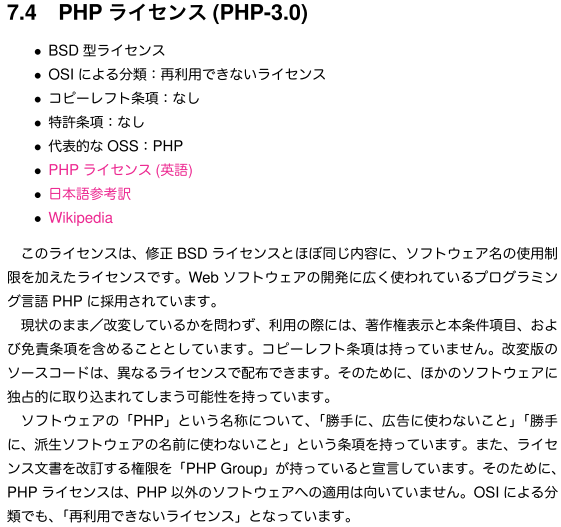 7.4 PHP ライセンス (PHP-3.0)
• BSD 型ライセンス
• OSI による分類：再利用できないライセンス
• コピーレフト条項：なし
• 特許条項：なし
• 代表的な OSS：PHP
• PHP ライセンス (英語)
• 日本語参考訳
• Wikipedia
このライセンスは、修正 BSD ライセンスとほぼ同じ内容に、ソフトウェア名の使用制
限を加えたライセンスです。Web ソフトウェアの開発に広く使われているプログラミン
グ言語 PHP に採用されています。
現状のまま／改変しているかを問わず、利用の際には、著作権表示と本条件項目、およ
び免責条項を含めることとしています。コピーレフト条項は持っていません。改変版の
ソースコードは、異なるライセンスで配布できます。そのために、ほかのソフトウェアに
独占的に取り込まれてしまう可能性を持っています。
ソフトウェアの「PHP」という名称について、「勝手に、広告に使わないこと」「勝手
に、派生ソフトウェアの名前に使わないこと」という条項を持っています。また、ライセ
ンス文書を改訂する権限を「PHP Group」が持っていると宣言しています。そのために、
PHP ライセンスは、PHP 以外のソフトウェアへの適用は向いていません。OSI による分
類でも、「再利用できないライセンス」となっています。